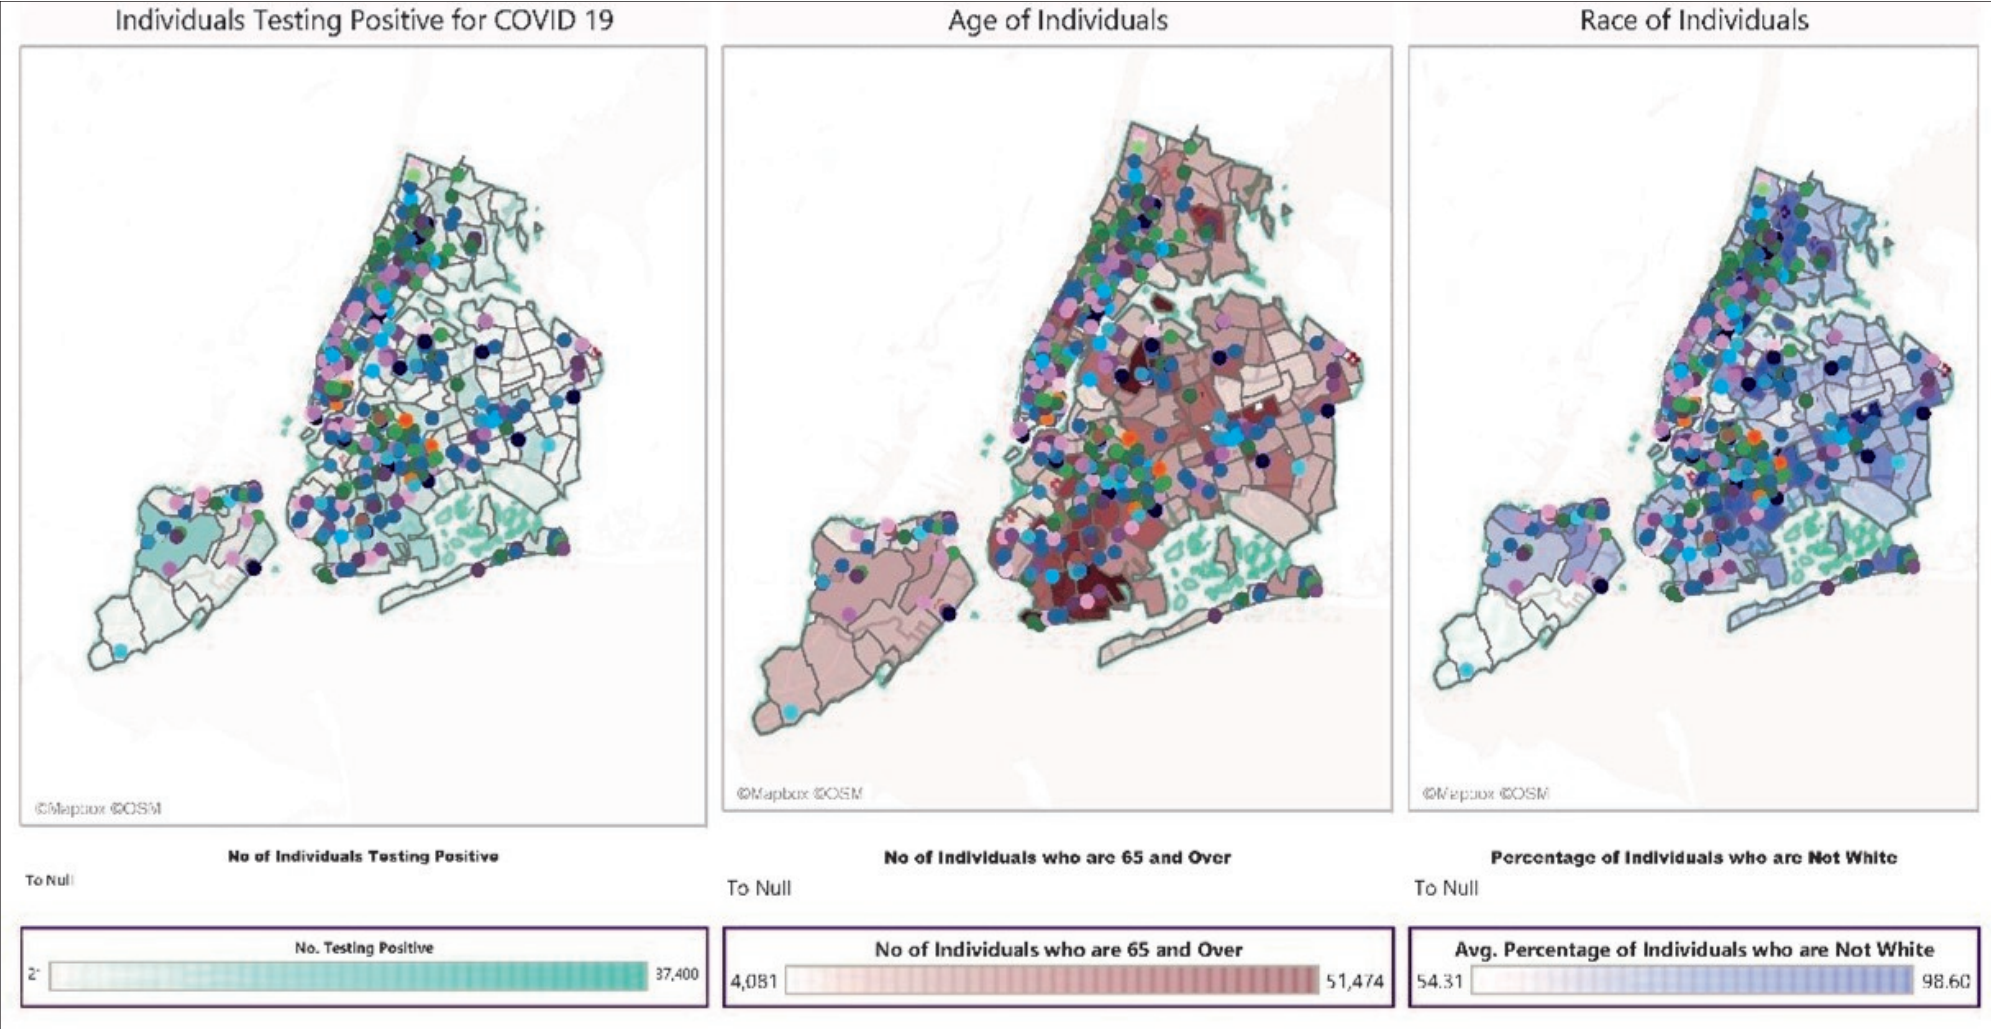 Individuals Testing Positive for COVID 19
Age of Individuals
Race of Individuals
©Mapbox ©OSM
©Mapbox ©OSM
©Mapbox ©OSM
No of Individuals Testing Positive
No of Individuals who are 65 and Over
Percentage of Individuals who are Not White
To Null
To Null
To Null
No. Testing Positive
37,400
No of Individuals who are 65 and Over
4,081
51,474
Avg. Percentage of Individuals who are Not White
54.31
98.60